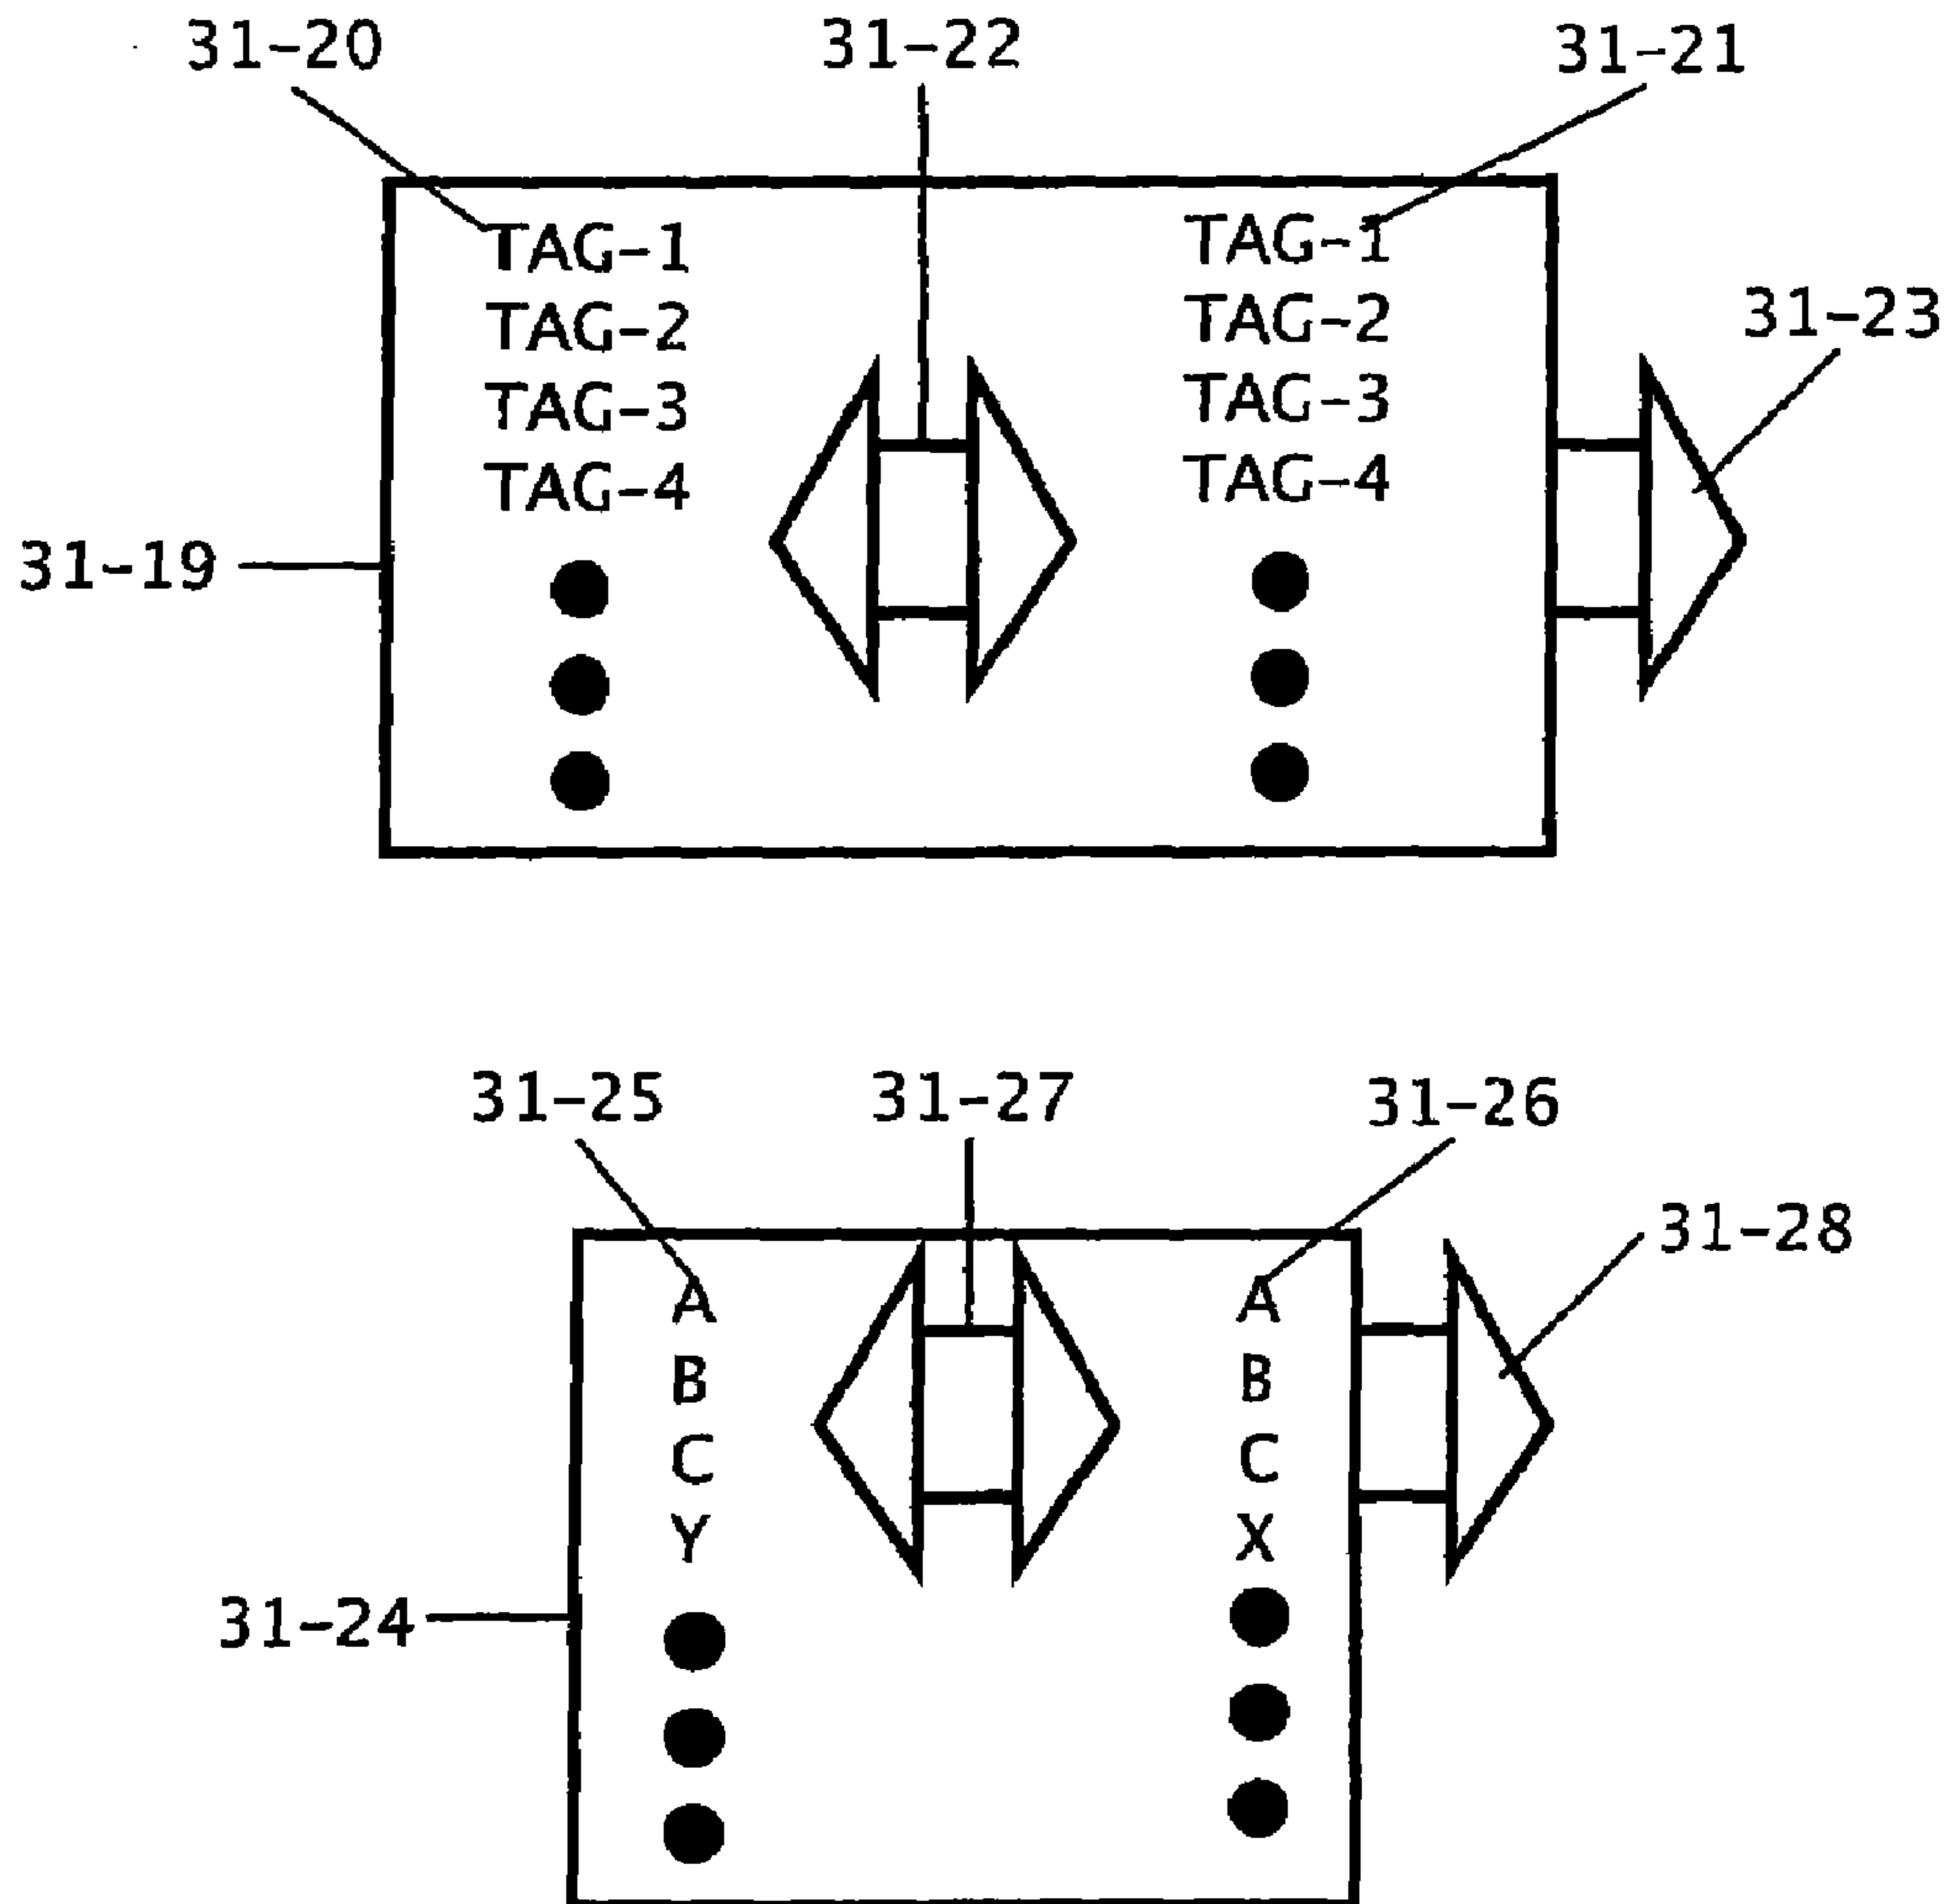 31-20 31-22 31-21
TAG-1 TAG-1
TAG-2 TAG-2
31-23
TAG-3 TAG-3
TAG-4 TAG-4
31-19
31-25 31-27 31-26
31-28
A A
B B
C C
Y X
31-24